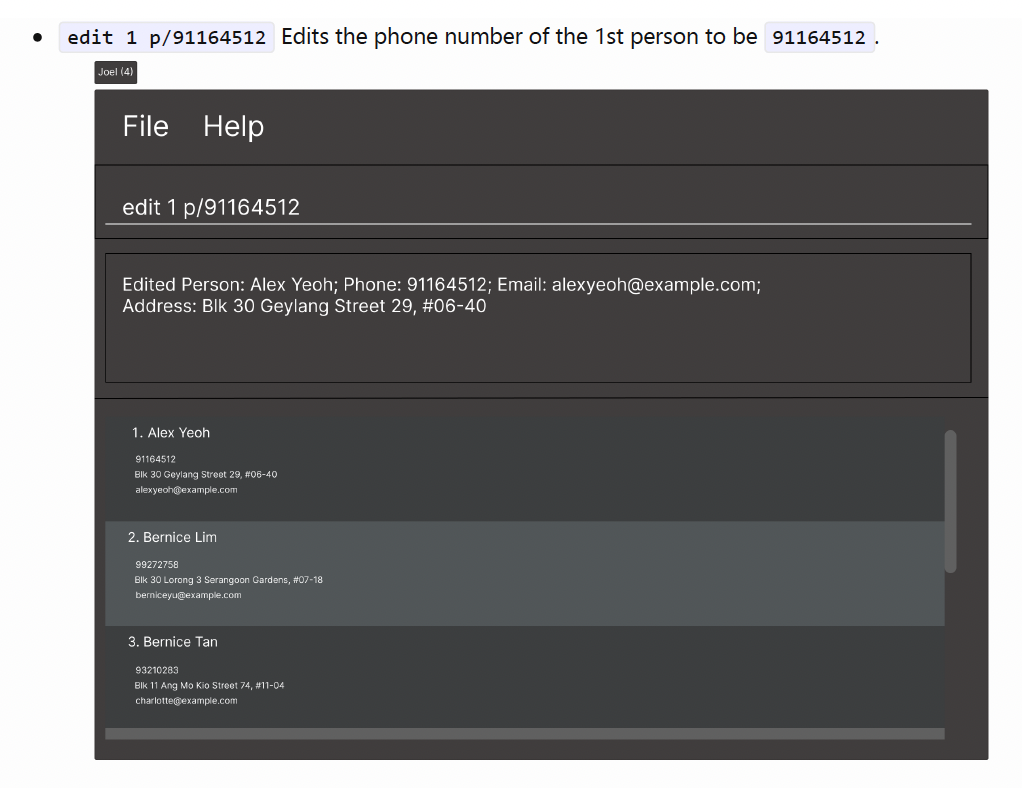 • edit 1 p/91164512 Edits the phone number of the 1st person to be 91164512.
Joel (4)
File Help
edit 1 p/91164512
Edited Person: Alex Yeoh; Phone: 91164512; Email: alexyeoh@example.com;
Address: Blk 30 Geylang Street 29, #06-40
1. Alex Yeoh
91164512
Blk 30 Geylang Street 29, #06-40
alexyeoh@example.com
2. Bernice Lim
99272758
Blk 30 Lorong 3 Serangoon Gardens, #07-18
berniceyu@example.com
3. Bernice Tan
93210283
Blk 11 Ang Mo Kio Street 74, #11-04
charlotte@example.com